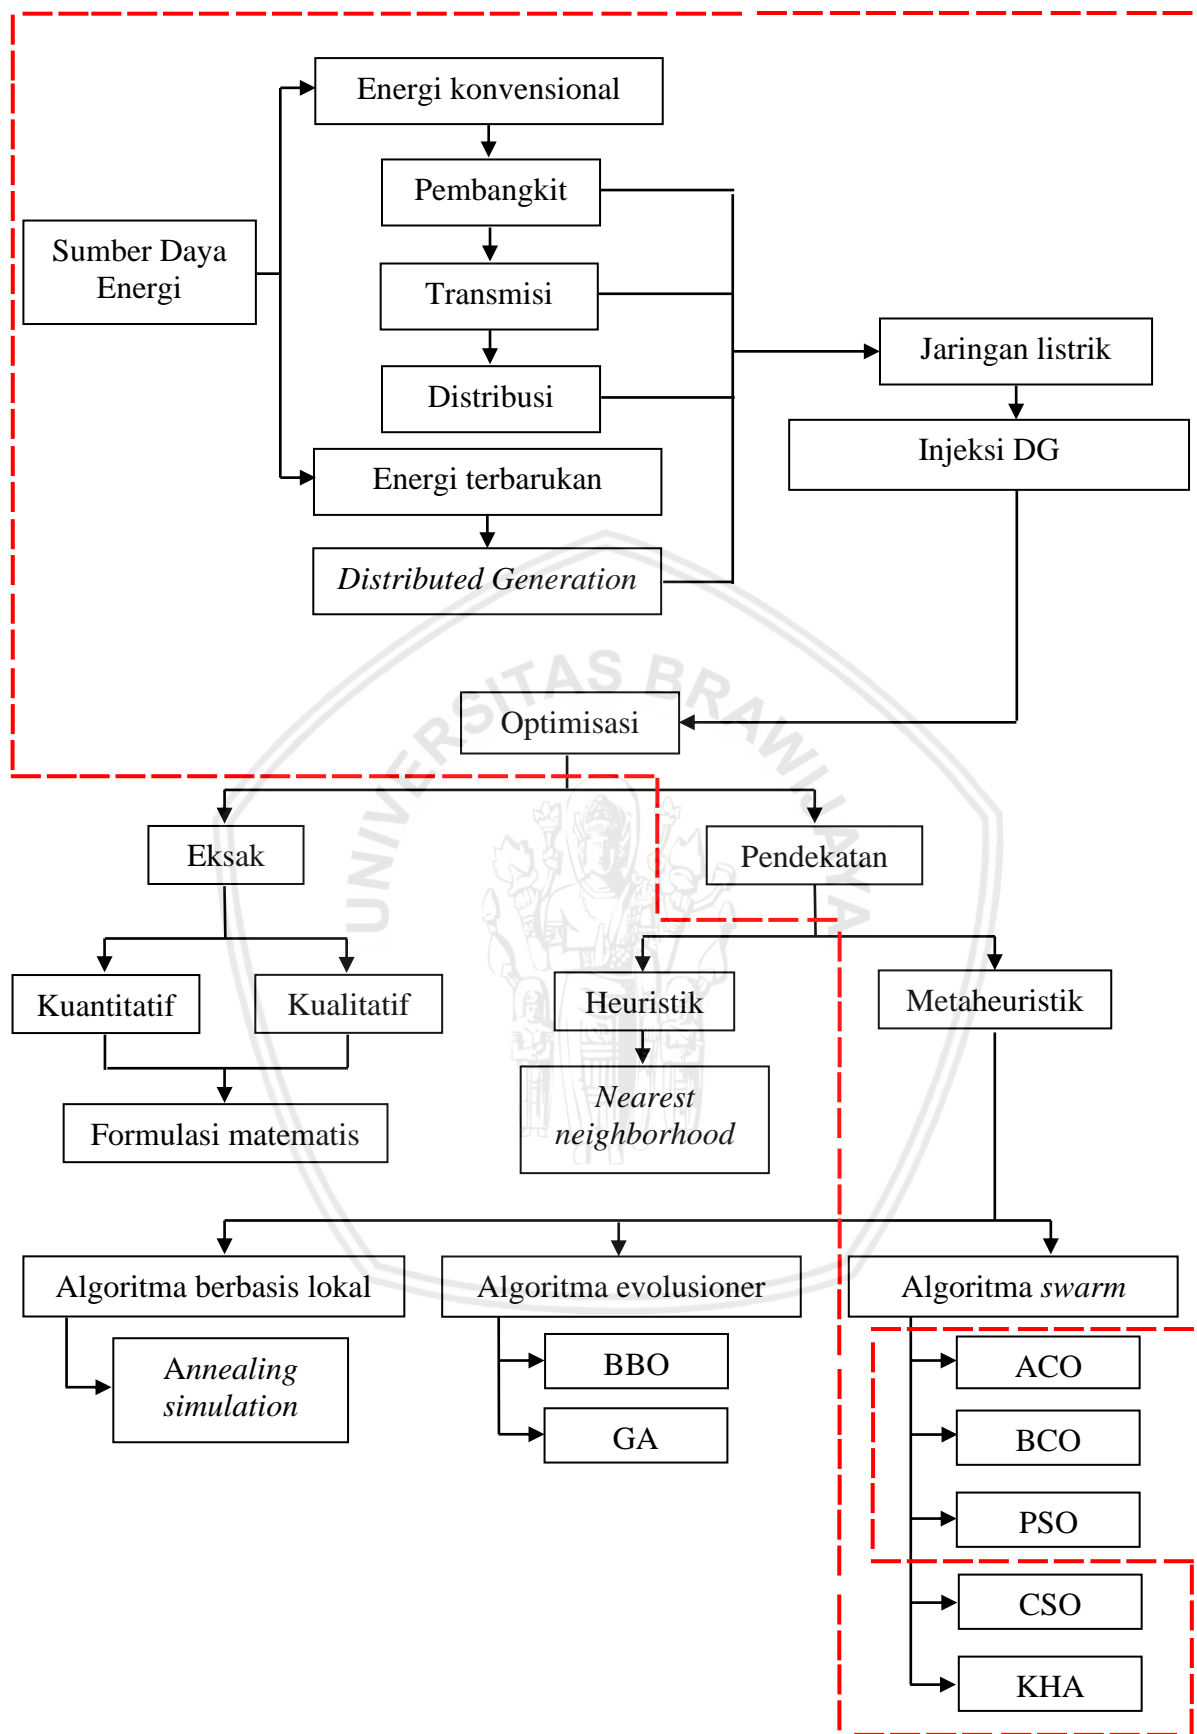 Energi konvensional
Pembangkit
Sumber Daya
Energi
Transmisi
Jaringan listrik
Distribusi
Injeksi DG
Energi terbarukan
Distributed Generation
UNIVERSITAS BRAWIJAYA
Optimisasi
Eksak
Pendekatan
Kuantitatif
Kualitatif
Heuristik
Metaheuristik
Nearest
neighborhood
Formulasi matematis
Algoritma berbasis lokal
Algoritma evolusioner
Algoritma swarm
Annealing
simulation
BBO
GA
ACO
BCO
PSO
CSO
KHA